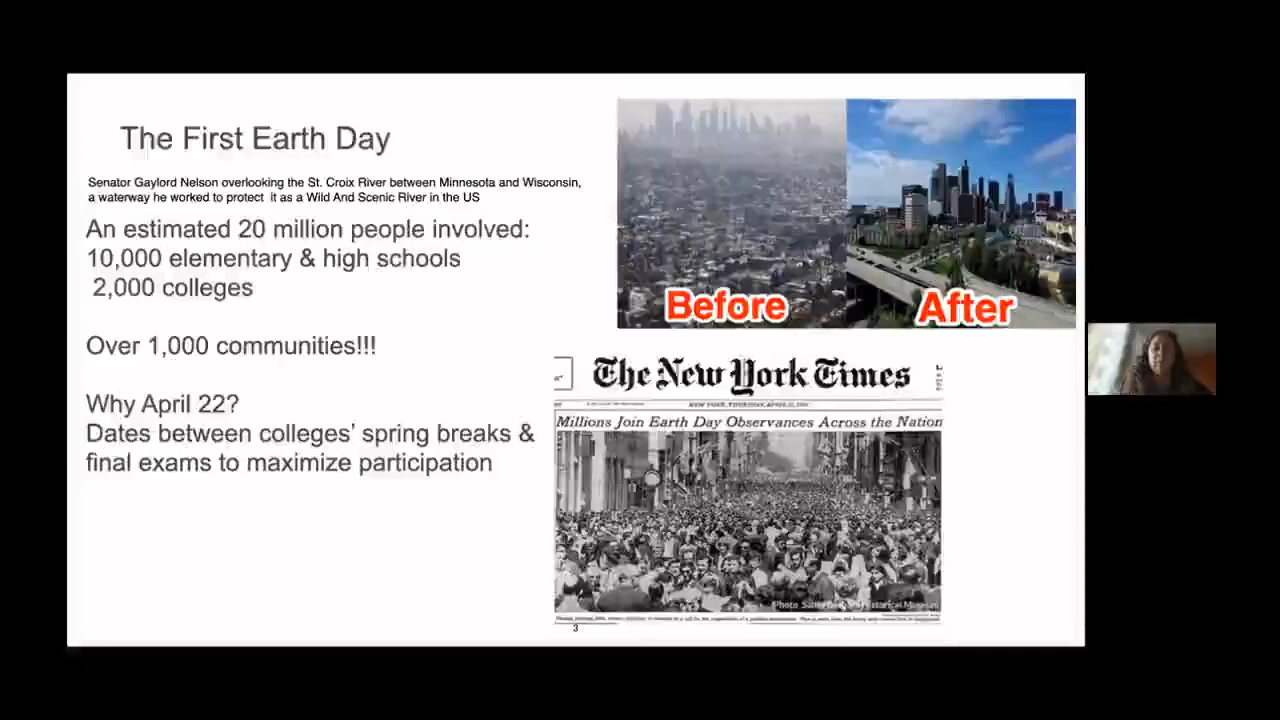 The First Earth Day
Senator Gaylord Nelson overlooking the St. Croix River between Minnesota and Wisconsin,
a waterway he worked to protect it as a Wild And Scenic River in the US
An estimated 20 million people involved:
10,000 elementary & high schools
2,000 colleges
Over 1,000 communities!!!
Why April 22?
Dates between colleges’ spring breaks &
final exams to maximize participation
Before
After
The New York Times
Millions Join Earth Day Observances Across the Nation
Historical Museum
3